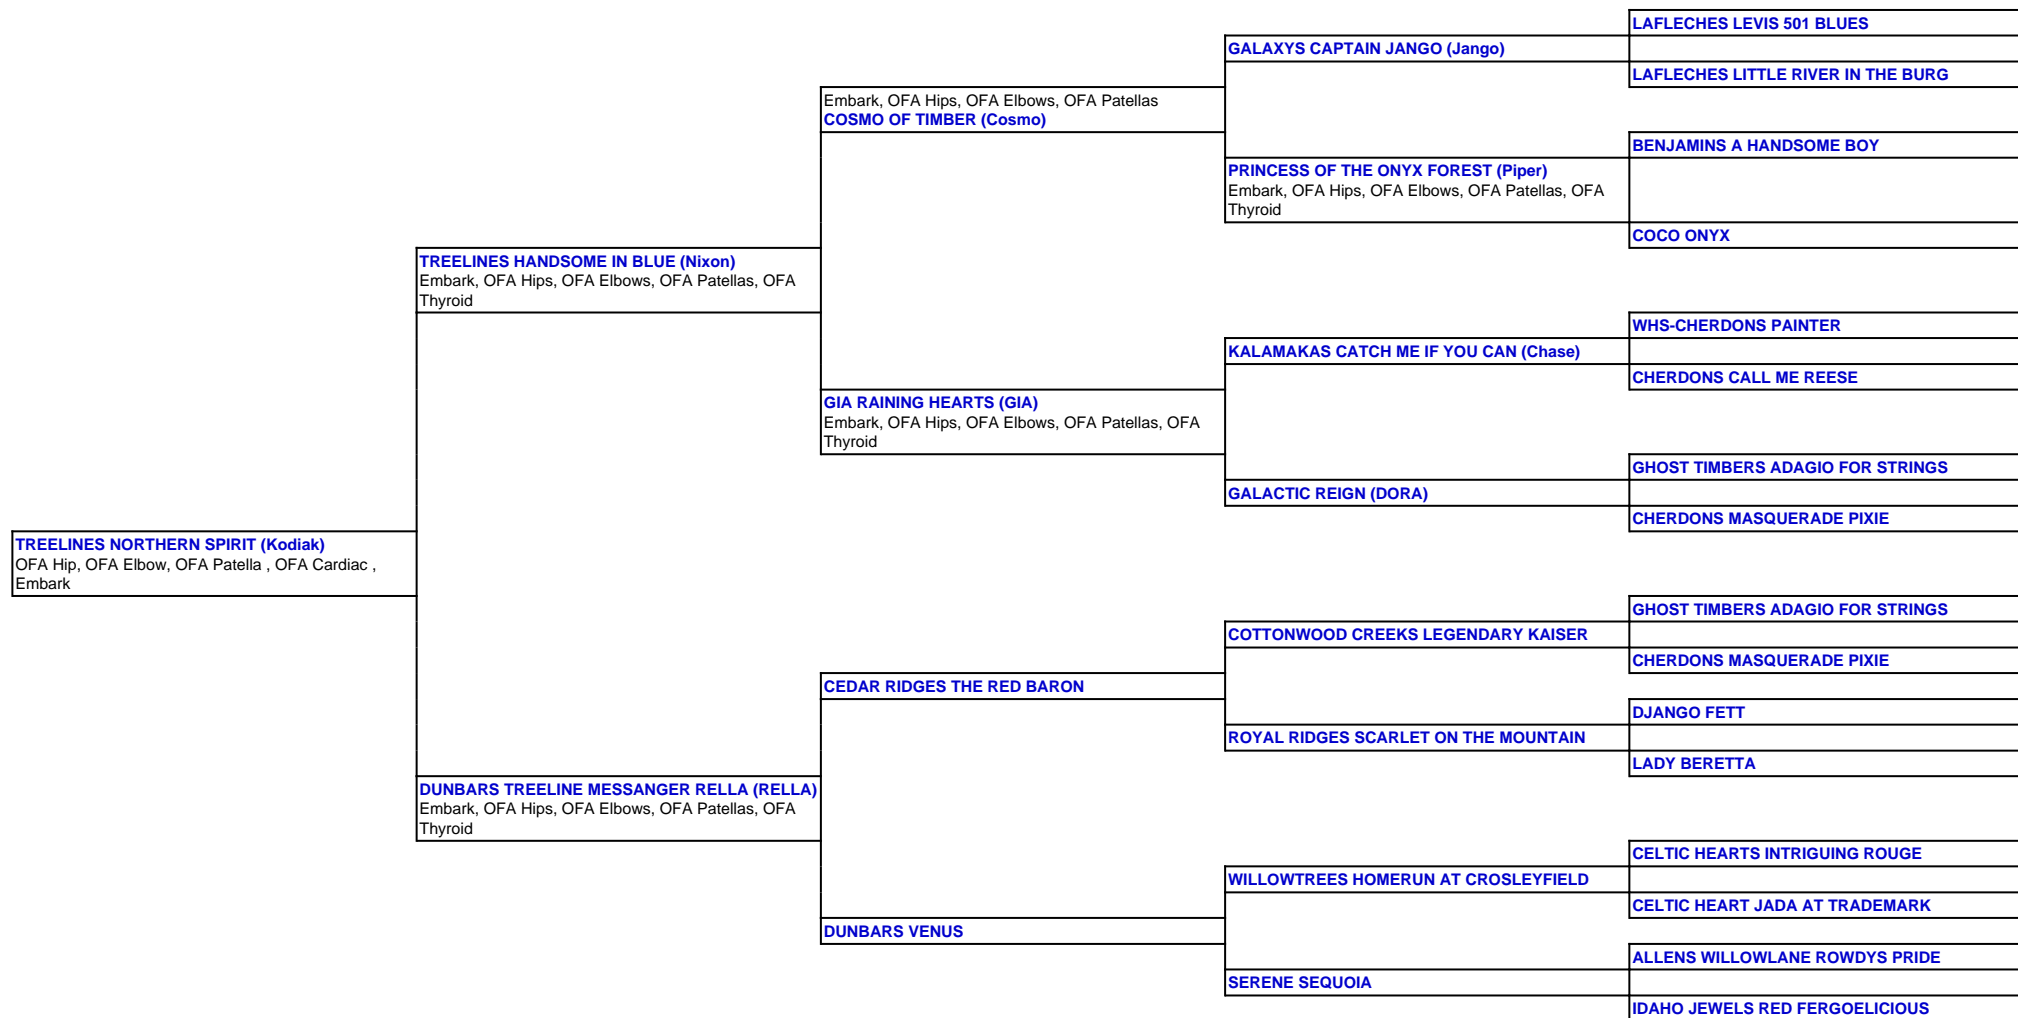 LAFLECHES LEVIS 501 BLUES
GALAXYS CAPTAIN JANGO (Jango)
LAFLECHES LITTLE RIVER IN THE BURG
Embark, OFA Hips, OFA Elbows, OFA Patellas
COSMO OF TIMBER (Cosmo)
BENJAMINS A HANDSOME BOY
PRINCESS OF THE ONYX FOREST (Piper)
Embark, OFA Hips, OFA Elbows, OFA Patellas, OFA
Thyroid
COCO ONYX
TREELINES HANDSOME IN BLUE (Nixon)
Embark, OFA Hips, OFA Elbows, OFA Patellas, OFA
Thyroid
WHS-CHERDONS PAINTER
KALAMAKAS CATCH ME IF YOU CAN (Chase)
CHERDONS CALL ME REESE
GIA RAINING HEARTS (GIA)
Embark, OFA Hips, OFA Elbows, OFA Patellas, OFA
Thyroid
GHOST TIMBERS ADAGIO FOR STRINGS
GALACTIC REIGN (DORA)
CHERDONS MASQUERADE PIXIE
TREELINES NORTHERN SPIRIT (Kodiak)
OFA Hip, OFA Elbow, OFA Patella , OFA Cardiac ,
Embark
GHOST TIMBERS ADAGIO FOR STRINGS
COTTONWOOD CREEKS LEGENDARY KAISER
CHERDONS MASQUERADE PIXIE
CEDAR RIDGES THE RED BARON
DJANGO FETT
ROYAL RIDGES SCARLET ON THE MOUNTAIN
LADY BERETTA
DUNBARS TREELINE MESSANGER RELLA (RELLA)
Embark, OFA Hips, OFA Elbows, OFA Patellas, OFA
Thyroid
CELTIC HEARTS INTRIGUING ROUGE
WILLOWTREES HOMERUN AT CROSLEYFIELD
CELTIC HEART JADA AT TRADEMARK
DUNBARS VENUS
ALLENS WILLOWLANE ROWDYS PRIDE
SERENE SEQUOIA
IDAHO JEWELS RED FERGOELICIOUS